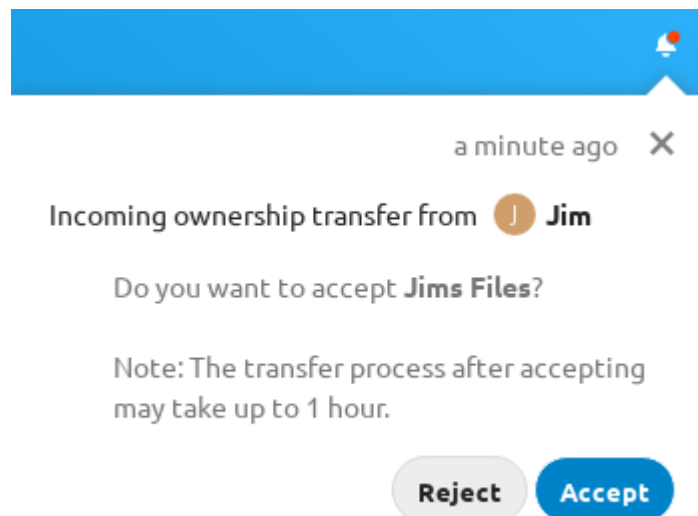 a minute ago
Incoming ownership transfer from J Jim
Do you want to accept Jims Files?
Note: The transfer process after accepting
may take up to 1 hour.
Reject Accept